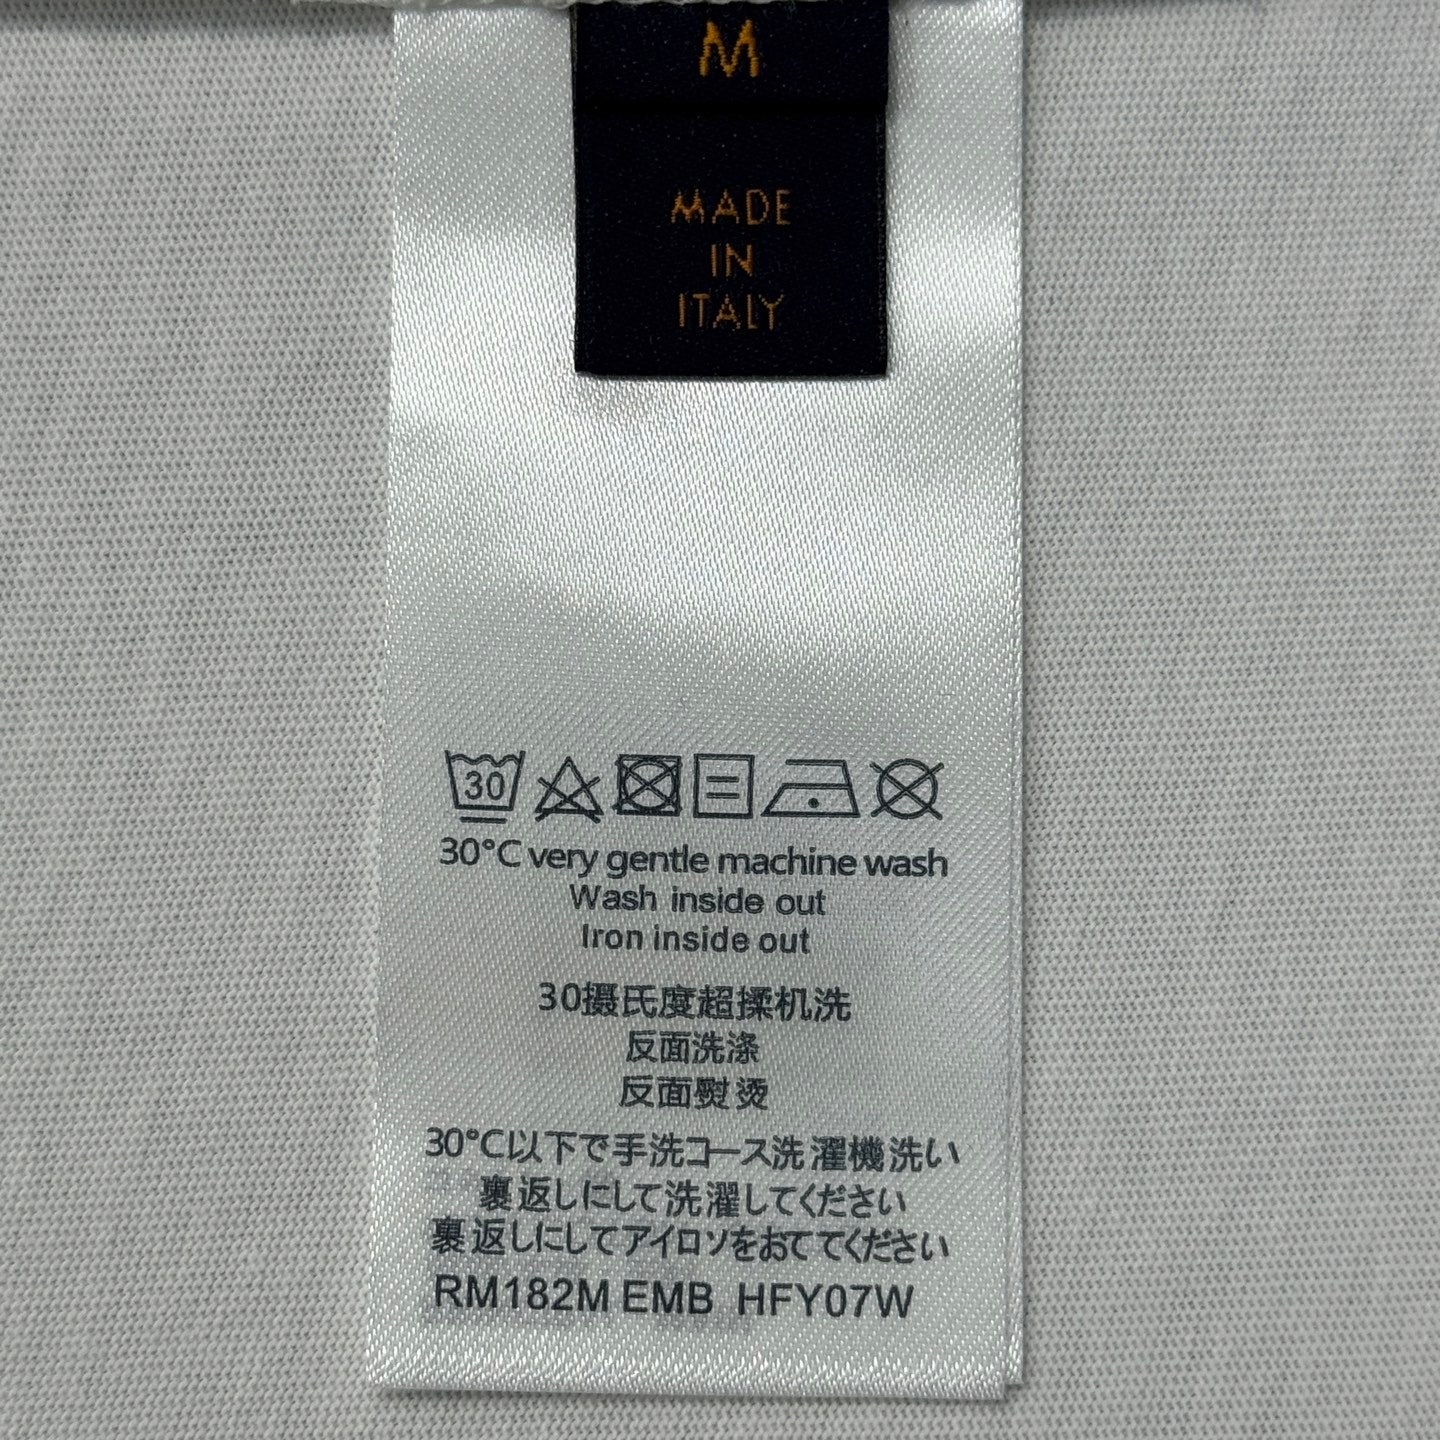 M
MADE
IN
ITALY
30
30°C very gentle machine wash
Wash inside out
Iron inside out
30摄氏度超揉机洗
反面洗涤
反面熨烫
30°C以下で手洗コース洗濯機洗い
裏返しにして洗濯してください
裏返しにしてアイロソをおててください
RM182M EMB HFY07W